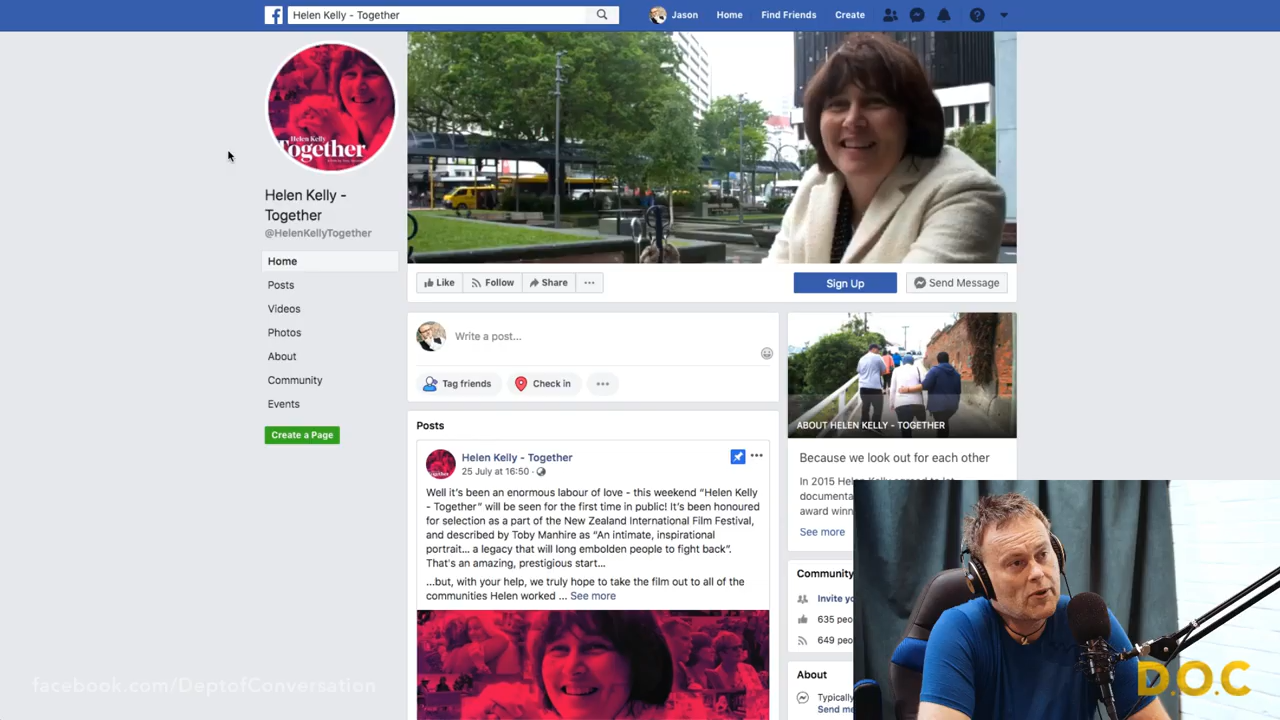 Helen Kelly - Together
Jason
Home
Find Friends
Create
Helen Kelly
Together
Helen Kelly -
Together
@HelenKellyTogether
Home
Posts
Videos
Photos
About
Community
Events
Create a Page
Like
Follow
Share
Sign Up
Send Message
Write a post...
Tag friends
Check in
Posts
Helen Kelly - Together
25 July at 16:50
Well it's been an enormous labour of love - this weekend "Helen Kelly
- Together" will be seen for the first time in public! It's been honoured
for selection as a part of the New Zealand International Film Festival,
and described by Toby Manhire as "An intimate, inspirational
portrait... a legacy that will long embolden people to fight back".
That's an amazing, prestigious start...
...but, with your help, we truly hope to take the film out to all of the
communities Helen worked ... See more
ABOUT HELEN KELLY - TOGETHER
Because we look out for each other
In 2015 Helen Kelly agreed to let
documenta
award winn
See more
Community
Invite yo
635 peo
649 peo
About
Typically
Send me
facebook.com/DeptofConversation
D.O.C